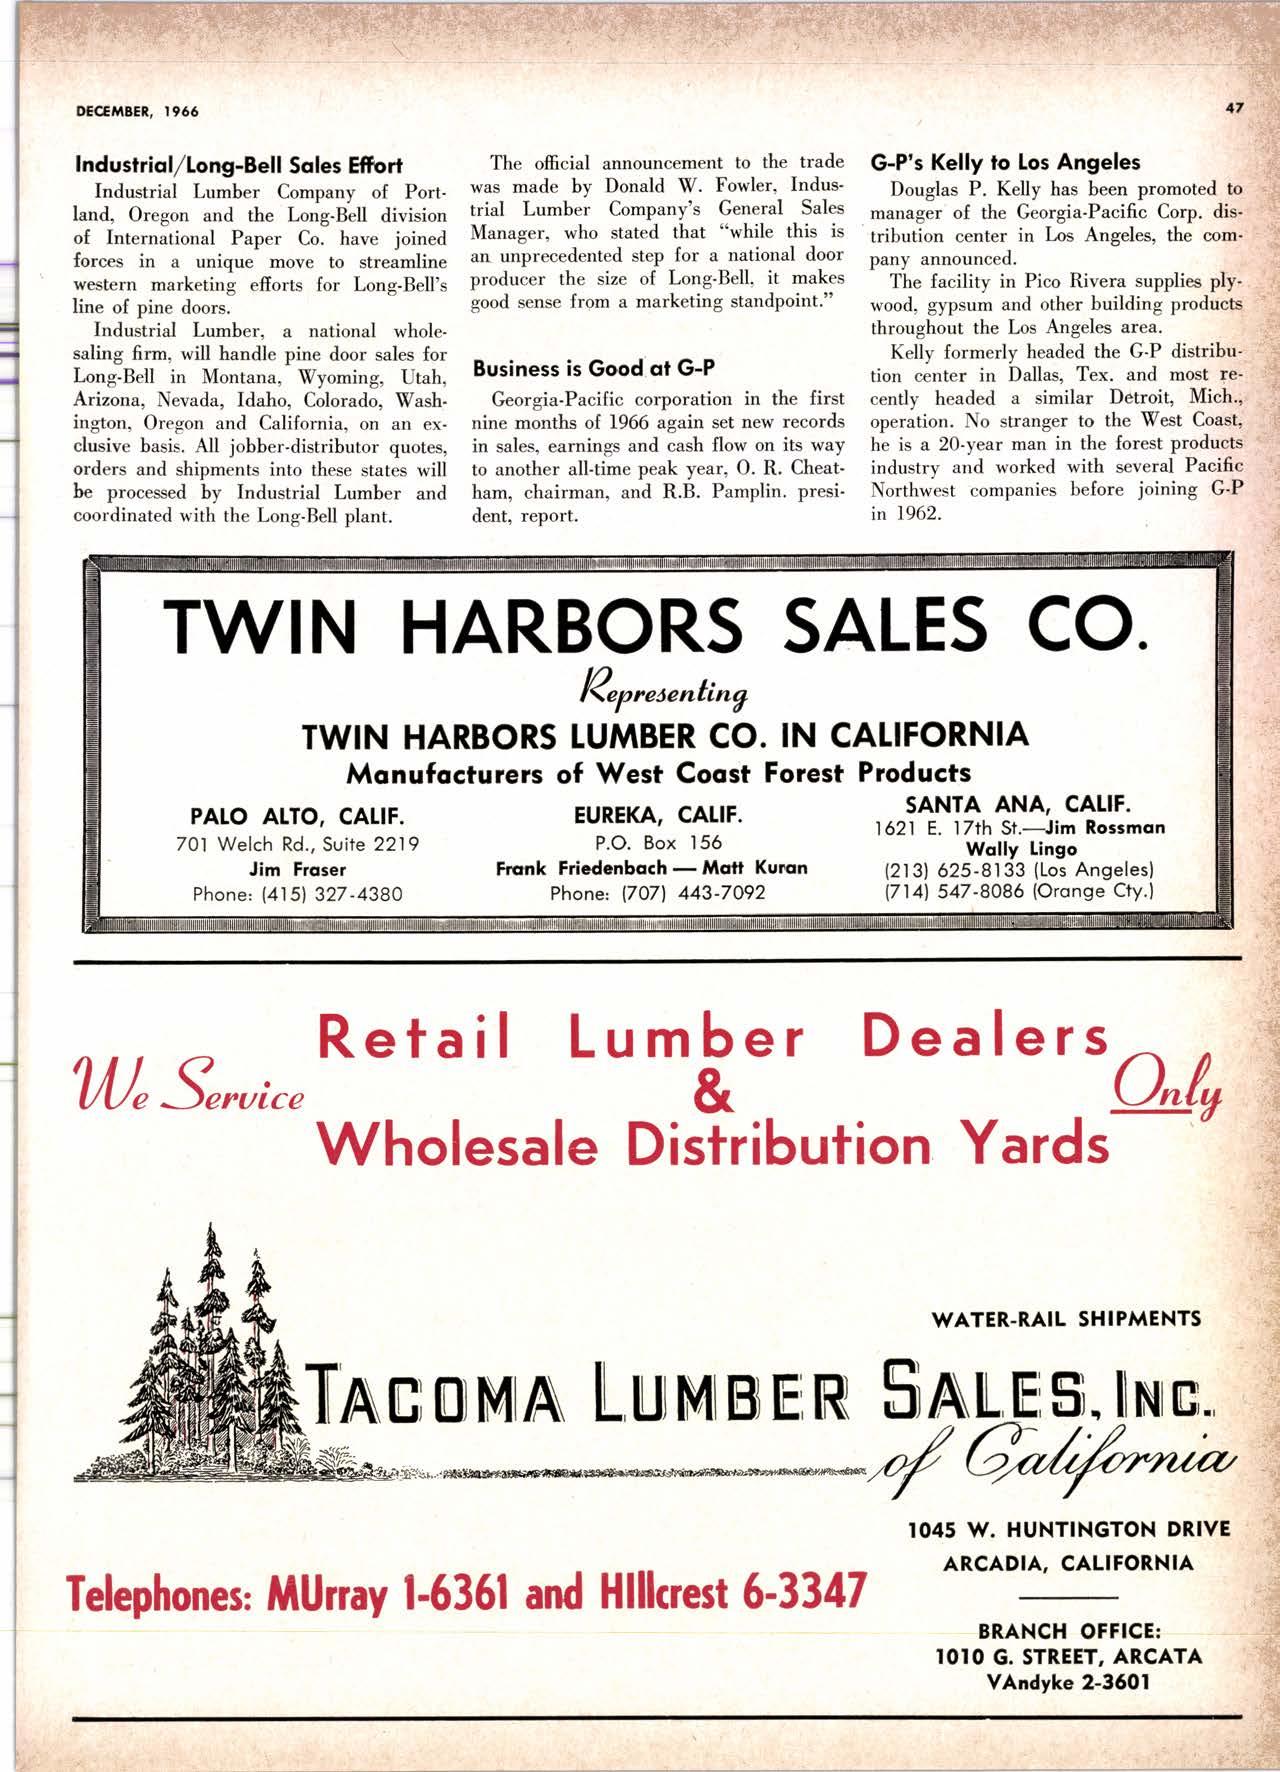 DECEMBER, 1966
47
Industrial/Long-Bell Sales Effort
Industrial Lumber Company of Port-
land, Oregon and the Long-Bell division
of International Paper Co. have joined
forces in a unique move to streamline
western marketing efforts for Long-Bell's
line of pine doors.
Industrial Lumber, a national whole-
saling firm, will handle pine door sales for
Long-Bell in Montana, Wyoming, Utah,
Arizona, Nevada, Idaho, Colorado, Wash-
ington, Oregon and California, on an ex-
clusive basis. All jobber-distributor quotes,
orders and shipments into these states will
be processed by Industrial Lumber and
coordinated with the Long-Bell plant.
The official announcement to the trade
was made by Donald W. Fowler, Indus-
trial Lumber Company's General Sales
Manager, who stated that "while this is
an unprecedented step for a national door
producer the size of Long-Bell, it makes
good sense from a marketing standpoint."
Business is Good at G-P
Georgia-Pacific corporation in the first
nine months of 1966 again set new records
in sales, earnings and cash flow on its way
to another all-time peak year, O. R. Cheat-
ham, chairman, and R.B. Pamplin. presi-
dent, report.
G-P's Kelly to Los Angeles
Douglas P. Kelly has been promoted to
manager of the Georgia-Pacific Corp. dis-
tribution center in Los Angeles, the com-
pany announced.
The facility in Pico Rivera supplies ply-
wood, gypsum and other building products
throughout the Los Angeles area.
Kelly formerly headed the G-P distribu-
tion center in Dallas, Tex. and most re-
cently headed a similar Detroit, Mich.,
operation. No stranger to the West Coast,
he is a 20-year man in the forest products
industry and worked with several Pacific
Northwest companies before joining G-P
in 1962.
TWIN HARBORS SALES CO.
Representing
TWIN HARBORS LUMBER CO. IN CALIFORNIA
Manufacturers of West Coast Forest Products
PALO ALTO, CALIF.
701 Welch Rd., Suite 2219
Jim Fraser
Phone: (415) 327-4380
EUREKA, CALIF.
P.O. Box 156
Frank Friedenbach — Matt Kuran
Phone: (707) 443-7092
SANTA ANA, CALIF.
1621 E. 17th St.—Jim Rossman
Wally Lingo
(213) 625-8133 (Los Angeles)
(714) 547-8086 (Orange Cty.)
We Service
Retail Lumber Dealers
&
Wholesale Distribution Yards
Only
WATER-RAIL SHIPMENTS
TACOMA LUMBER SALES, INC.
of California
1045 W. HUNTINGTON DRIVE
ARCADIA, CALIFORNIA
Telephones: MUrray 1-6361 and HIllcrest 6-3347
BRANCH OFFICE:
1010 G. STREET, ARCATA
VAndyke 2-3601